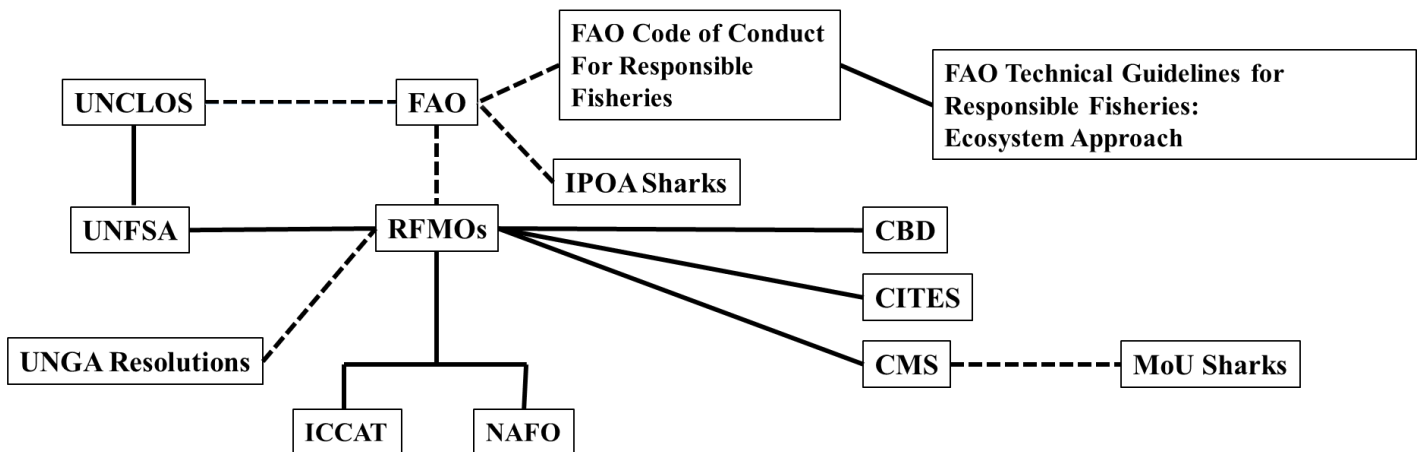 FAO Code of Conduct
For Responsible
Fisheries
FAO Technical Guidelines for
Responsible Fisheries:
Ecosystem Approach
UNCLOS
FAO
IPOA Sharks
UNFSA
RFMOs
CBD
CITES
UNGA Resolutions
CMS
MoU Sharks
ICCAT
NAFO